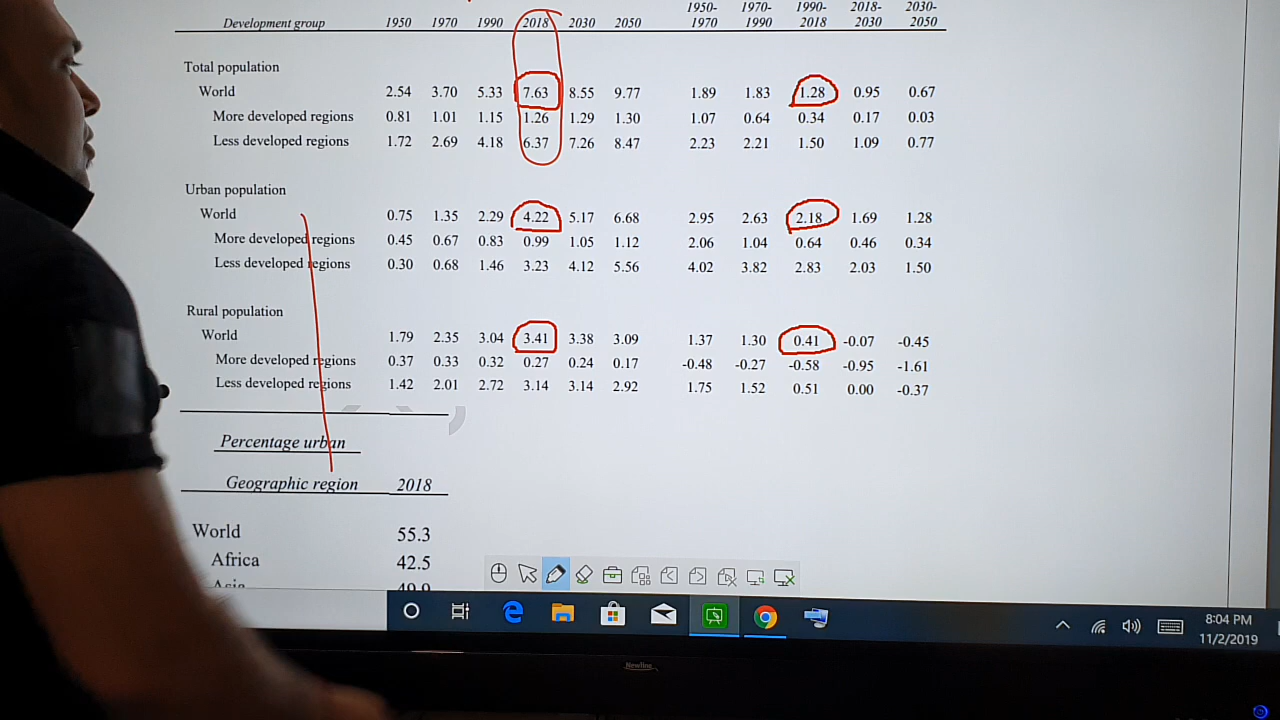 1950- 1970- 1990- 2018- 2030-
Development group 1950 1970 1990 2018 2030 2050 1970 1990 2018 2030 2050
Total population
World 2.54 3.70 5.33 7.63 8.55 9.77 1.89 1.83 1.28 0.95 0.67
More developed regions 0.81 1.01 1.15 1.26 1.29 1.30 1.07 0.64 0.34 0.17 0.03
Less developed regions 1.72 2.69 4.18 6.37 7.26 8.47 2.23 2.21 1.50 1.09 0.77
Urban population
World 0.75 1.35 2.29 4.22 5.17 6.68 2.95 2.63 2.18 1.69 1.28
More developed regions 0.45 0.67 0.83 0.99 1.05 1.12 2.06 1.04 0.64 0.46 0.34
Less developed regions 0.30 0.68 1.46 3.23 4.12 5.56 4.02 3.82 2.83 2.03 1.50
Rural population
World 1.79 2.35 3.04 3.41 3.38 3.09 1.37 1.30 0.41 -0.07 -0.45
More developed regions 0.37 0.33 0.32 0.27 0.24 0.17 -0.48 -0.27 -0.58 -0.95 -1.61
Less developed regions 1.42 2.01 2.72 3.14 3.14 2.92 1.75 1.52 0.51 0.00 -0.37
Percentage urban
Geographic region 2018
World 55.3
Africa 42.5
Asia 49.9
8:04 PM
11/2/2019
Newline